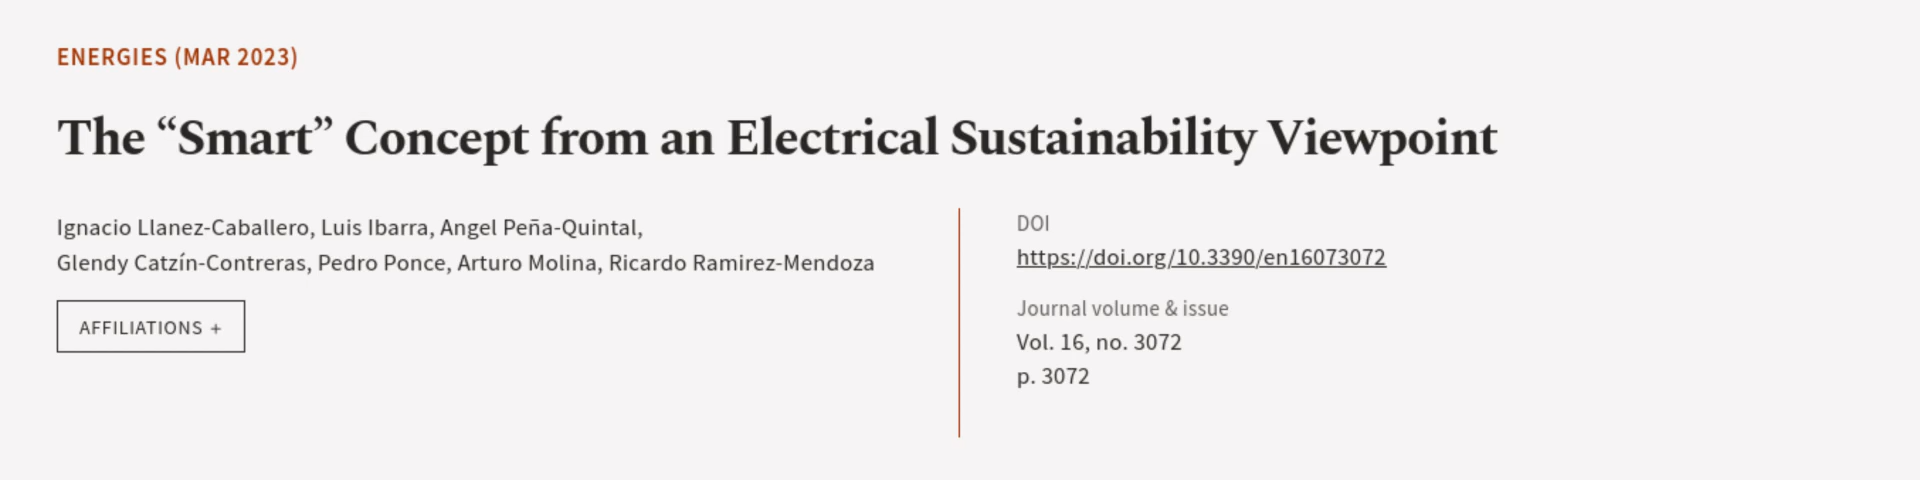 ENERGIES (MAR 2023)
The “Smart” Concept from an Electrical Sustainability Viewpoint
Ignacio Llanez-Caballero, Luis Ibarra, Angel Peña-Quintal,
Glendy Catzín-Contreras, Pedro Ponce, Arturo Molina, Ricardo Ramirez-Mendoza
AFFILIATIONS +
DOI
https://doi.org/10.3390/en16073072
Journal volume & issue
Vol. 16, no. 3072
p. 3072